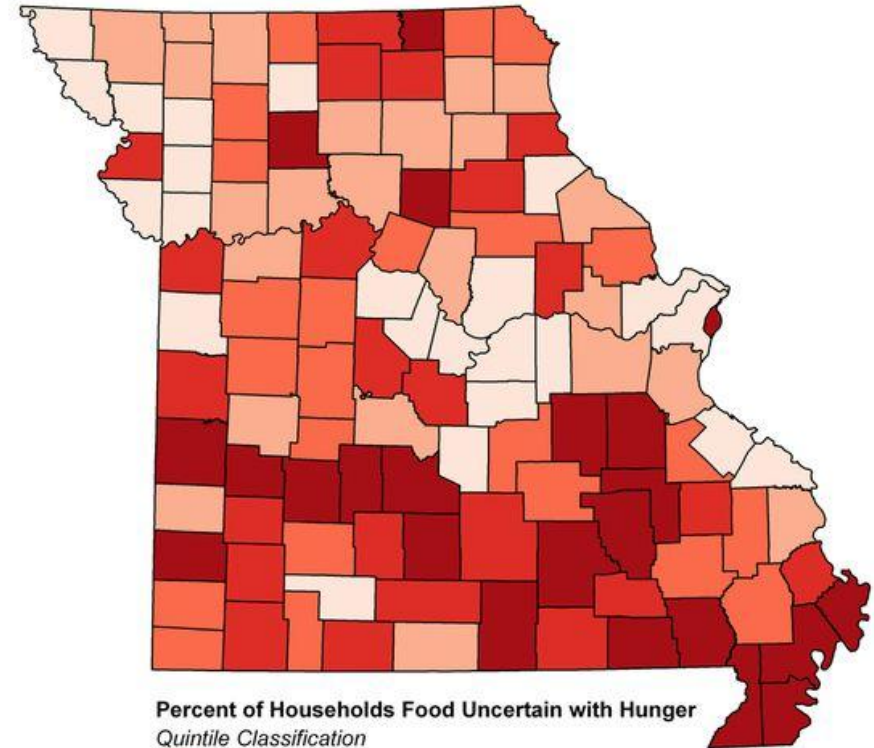 Percent of Households Food Uncertain with Hunger
Quintile Classification